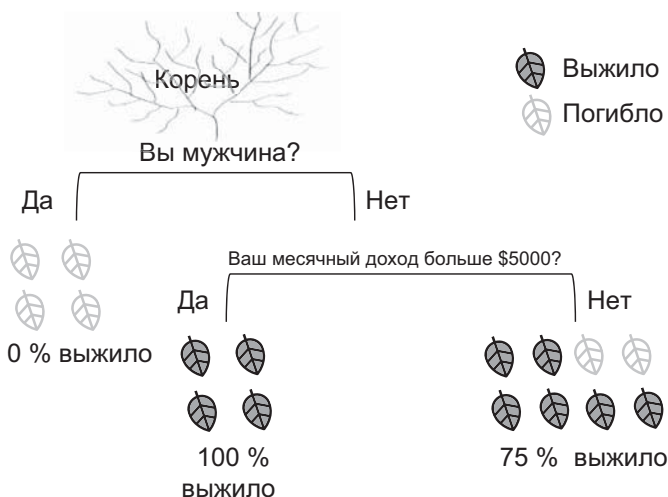 Корень
Выжило
Погибло
Вы мужчина?
Да
Нет
Ваш месячный доход больше $5000?
Да
Нет
0 % выжило
100 %
выжило
75 % выжило